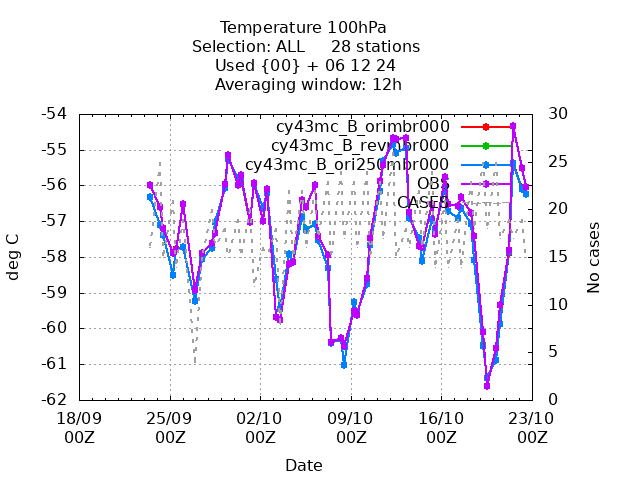 Temperature 100hPa
Selection: ALL 28 stations
Used {00} + 06 12 24
Averaging window: 12h
cy43mc_B_orimbr000
cy43mc_B_revmbr000
cy43mc_B_ori250mbr000
OBS
CASES
-54
-55
-56
-57
-58
-59
-60
-61
-62
deg C
30
25
20
15
10
5
0
No cases
18/09 25/09 02/10 09/10 16/10 23/10
00Z 00Z 00Z 00Z 00Z 00Z
Date